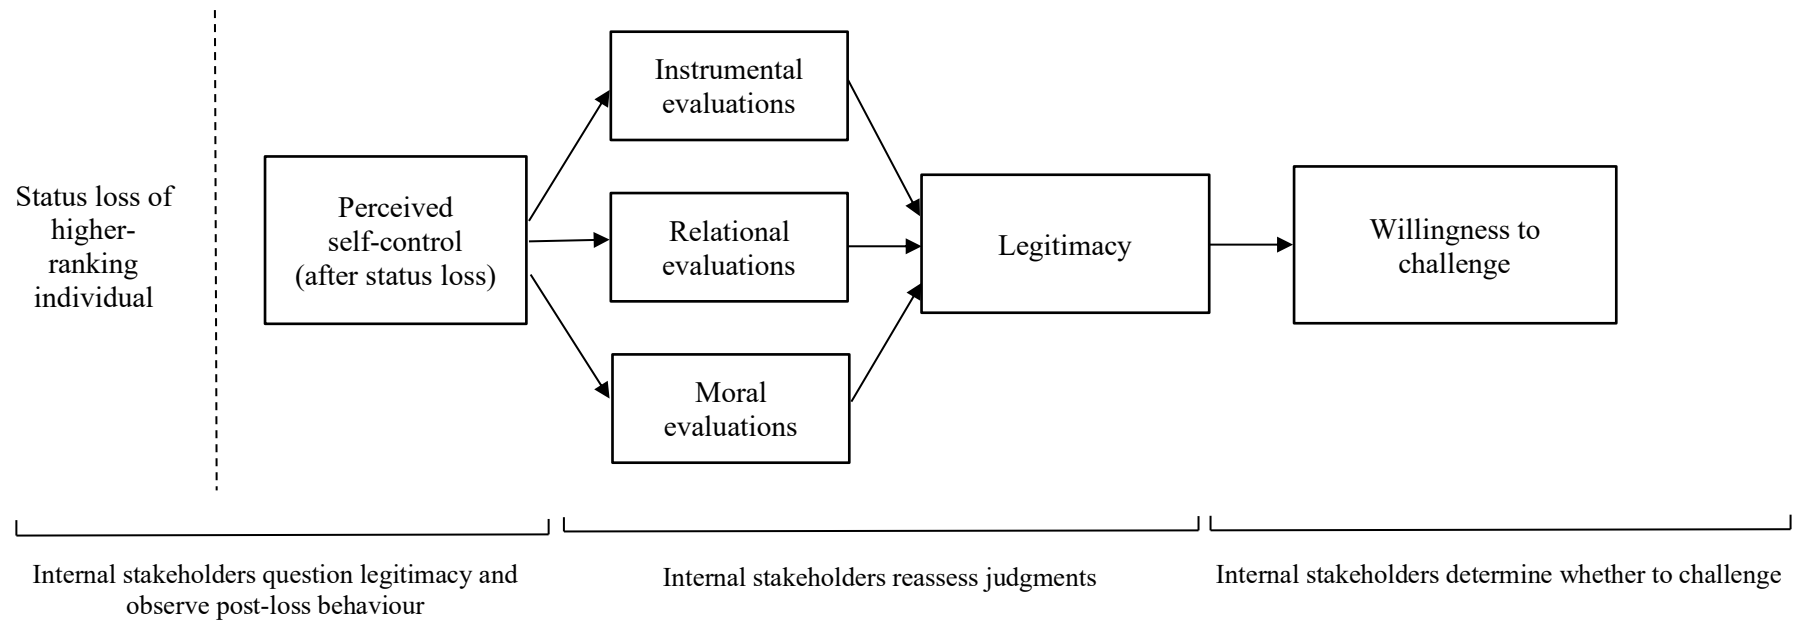 Status loss of
higher-
ranking
individual
Perceived
self-control
(after status loss)
Instrumental
evaluations
Relational
evaluations
Moral
evaluations
Legitimacy
Willingness to
challenge
Internal stakeholders question legitimacy and
observe post-loss behaviour
Internal stakeholders reassess judgments
Internal stakeholders determine whether to challenge